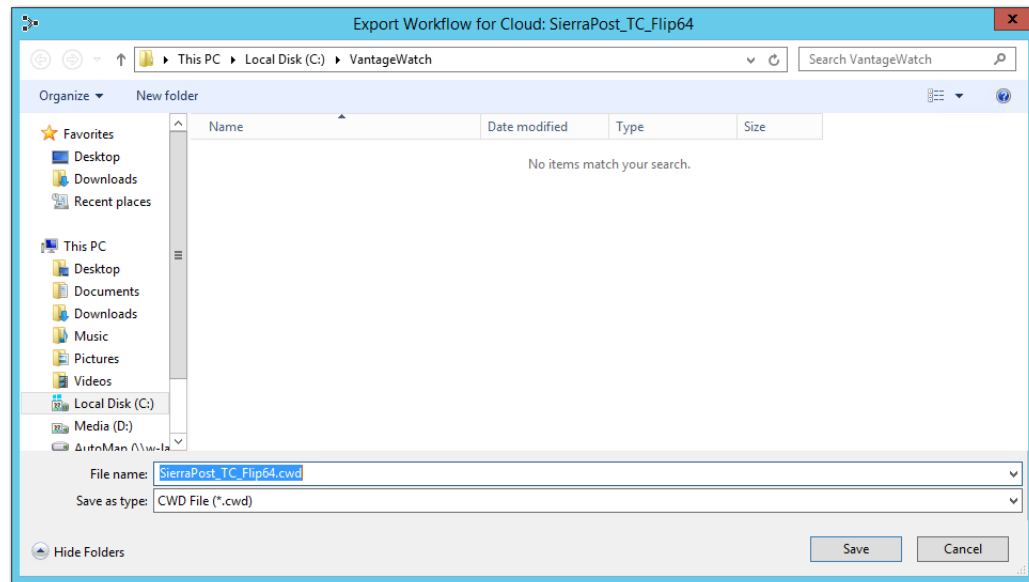 Export Workflow for Cloud: SierraPost_TC_Flip64
x
This PC Local Disk (C:) VantageWatch
Search VantageWatch
Organize New folder
Name Date modified Type Size
No items match your search.
Favorites
Desktop
Downloads
Recent places
This PC
Desktop
Documents
Downloads
Music
Pictures
Videos
Local Disk (C:)
Media (D:)
AutoMan (\\w-la
File name: SierraPost_TC_Flip64.cwd
Save as type: CWD File (*.cwd)
Hide Folders
Save Cancel